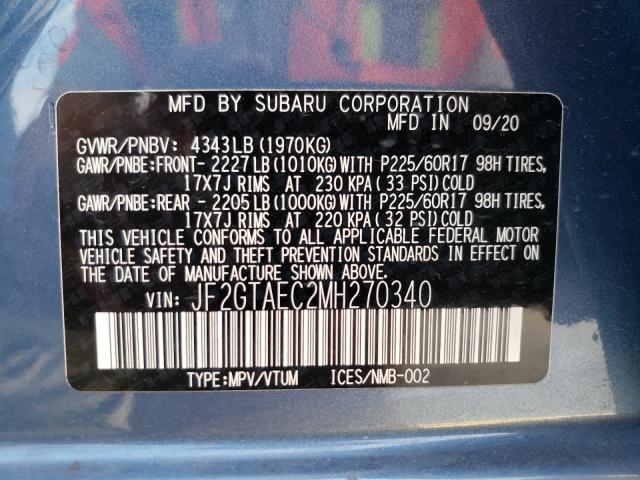 MFD BY SUBARU CORPORATION
MFD IN 09/20
GVWR/PNBV: 4343LB (1970KG)
GAWR/PNBE:FRONT- 2227LB (1010KG)WITH P225/60R17 98H TIRES,
17X7J RIMS AT 230 KPA (33 PSI) COLD
GAWR/PNBE:REAR - 2205LB (1000KG)WITH P225/60R17 98H TIRES,
17X7J RIMS AT 220 KPA (32 PSI) COLD
THIS VEHICLE CONFORMS TO ALL APPLICABLE FEDERAL MOTOR
VEHICLE SAFETY AND THEFT PREVENTION STANDARDS IN EFFECT
ON THE DATE OF MANUFACTURE SHOWN ABOVE.
VIN: JF2GTAEC2MH270340
TYPE:MPV/VTUM ICES/NMB-002